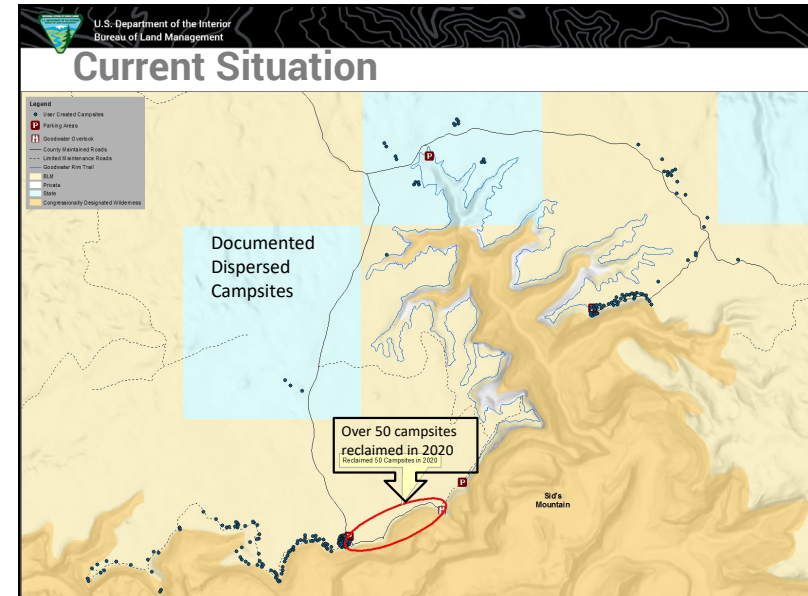 U.S. Department of the Interior
Bureau of Land Management
Current Situation
Legend
User Created Campsites
P
Parking Areas
Goodwater Overlook
County Maintained Roads
Limited Maintenance Roads
Goodwater Rim Trail
BLM
Private
State
Congressionally Designated Wilderness
P
Documented
Dispersed
Campsites
Over 50 campsites
reclaimed in 2020
Reclaimed 50 Campsites in 2020
P
Sid's
Mountain